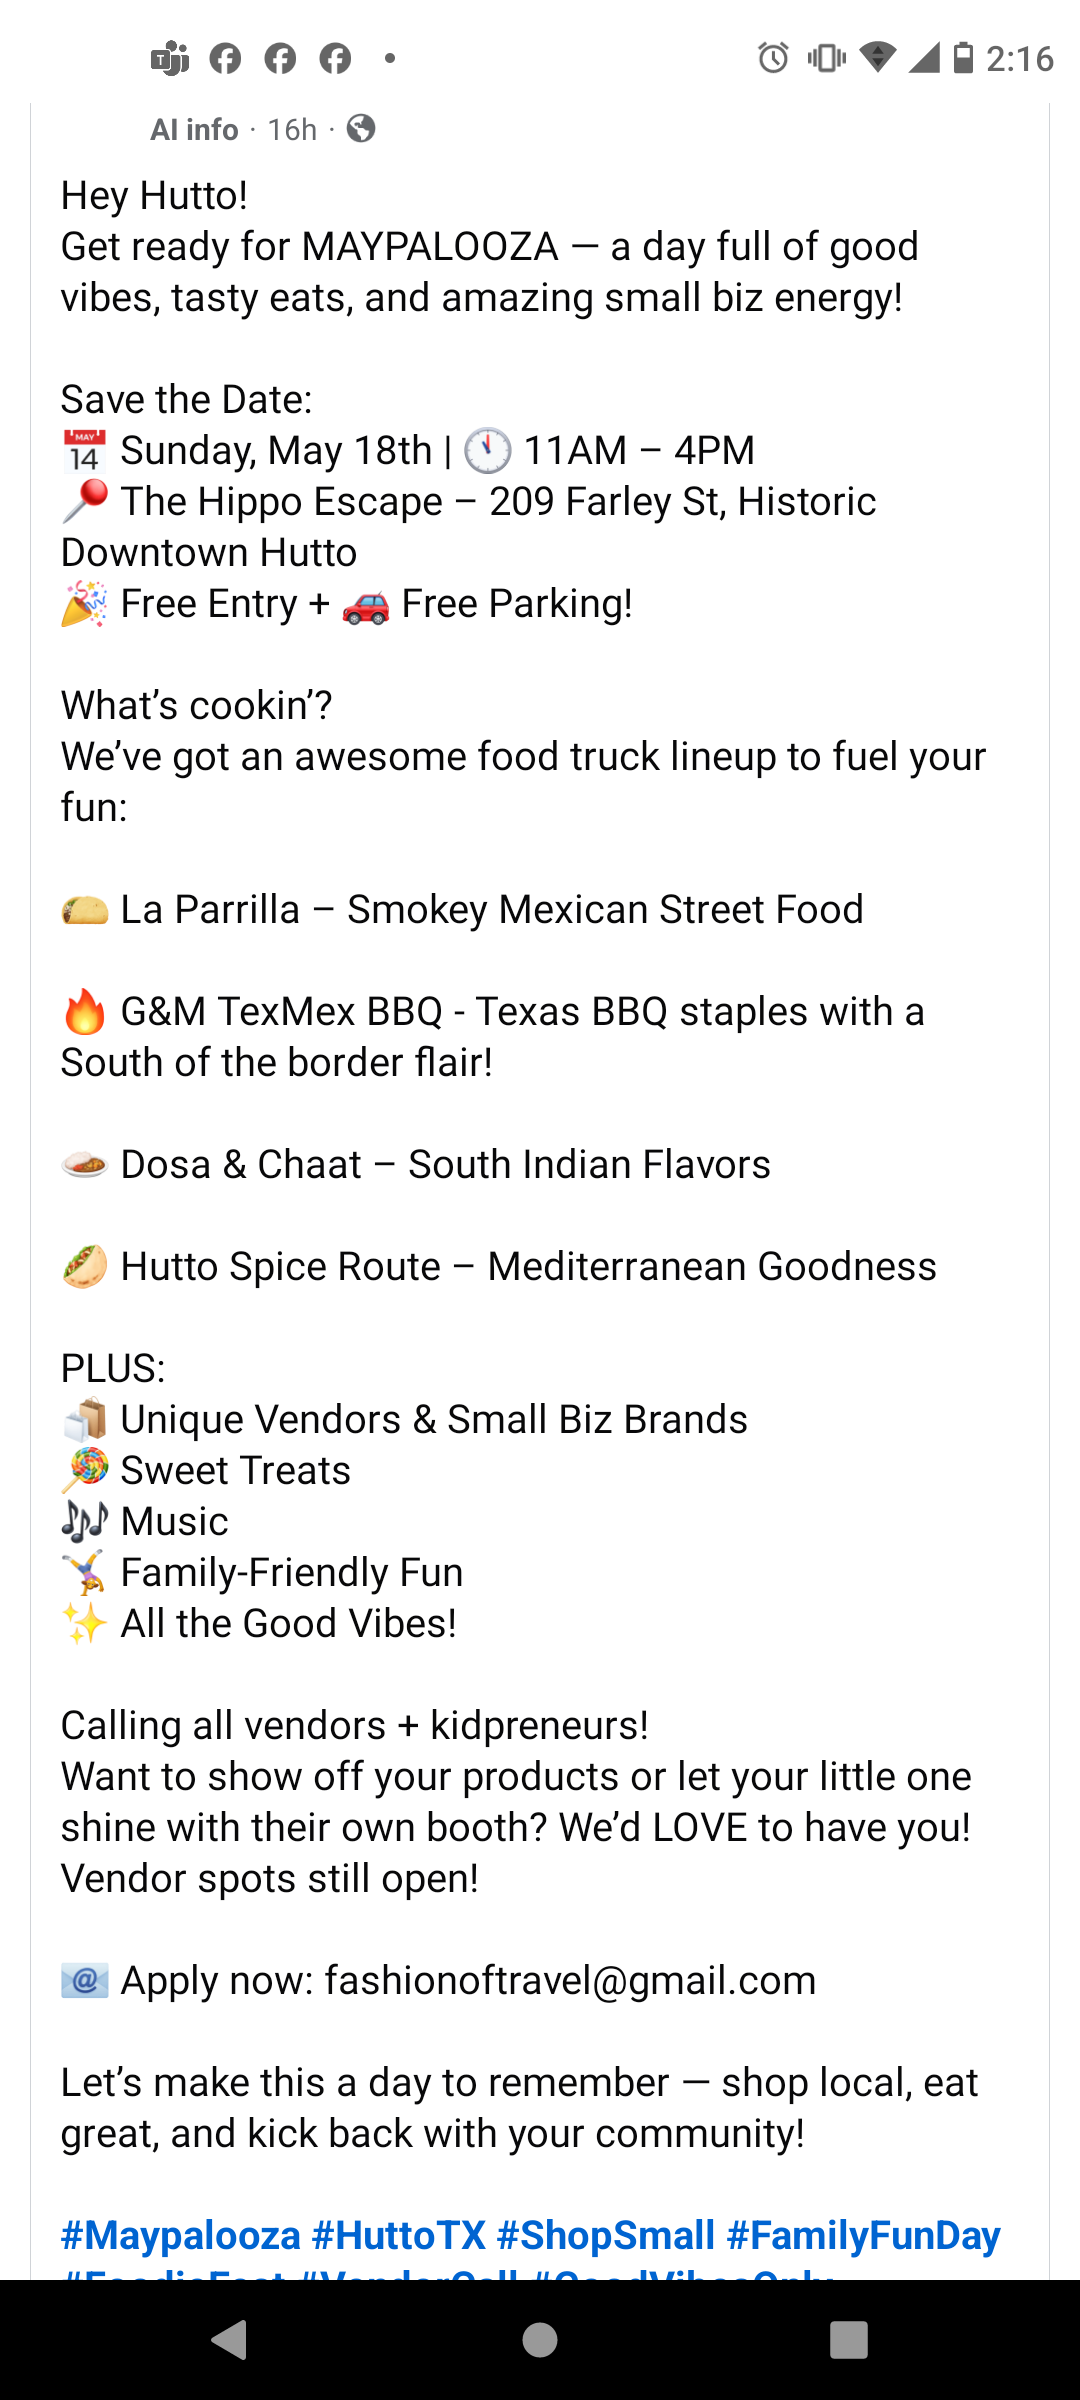 2:16
AI info · 16h ·
Hey Hutto!
Get ready for MAYPALOOZA — a day full of good
vibes, tasty eats, and amazing small biz energy!
Save the Date:
📅 Sunday, May 18th | 🕚 11AM – 4PM
📍 The Hippo Escape – 209 Farley St, Historic
Downtown Hutto
🎉 Free Entry + 🚗 Free Parking!
What’s cookin’?
We’ve got an awesome food truck lineup to fuel your
fun:
🌮 La Parrilla – Smokey Mexican Street Food
🔥 G&M TexMex BBQ - Texas BBQ staples with a
South of the border flair!
🍛 Dosa & Chaat – South Indian Flavors
🥙 Hutto Spice Route – Mediterranean Goodness
PLUS:
🛍️ Unique Vendors & Small Biz Brands
🍭 Sweet Treats
🎶 Music
🤸‍♀️ Family-Friendly Fun
✨ All the Good Vibes!
Calling all vendors + kidpreneurs!
Want to show off your products or let your little one
shine with their own booth? We’d LOVE to have you!
Vendor spots still open!
📧 Apply now: fashionoftravel@gmail.com
Let’s make this a day to remember — shop local, eat
great, and kick back with your community!
#Maypalooza #HuttoTX #ShopSmall #FamilyFunDay
#FoodieFest #VendorCall #GoodVibesOnly